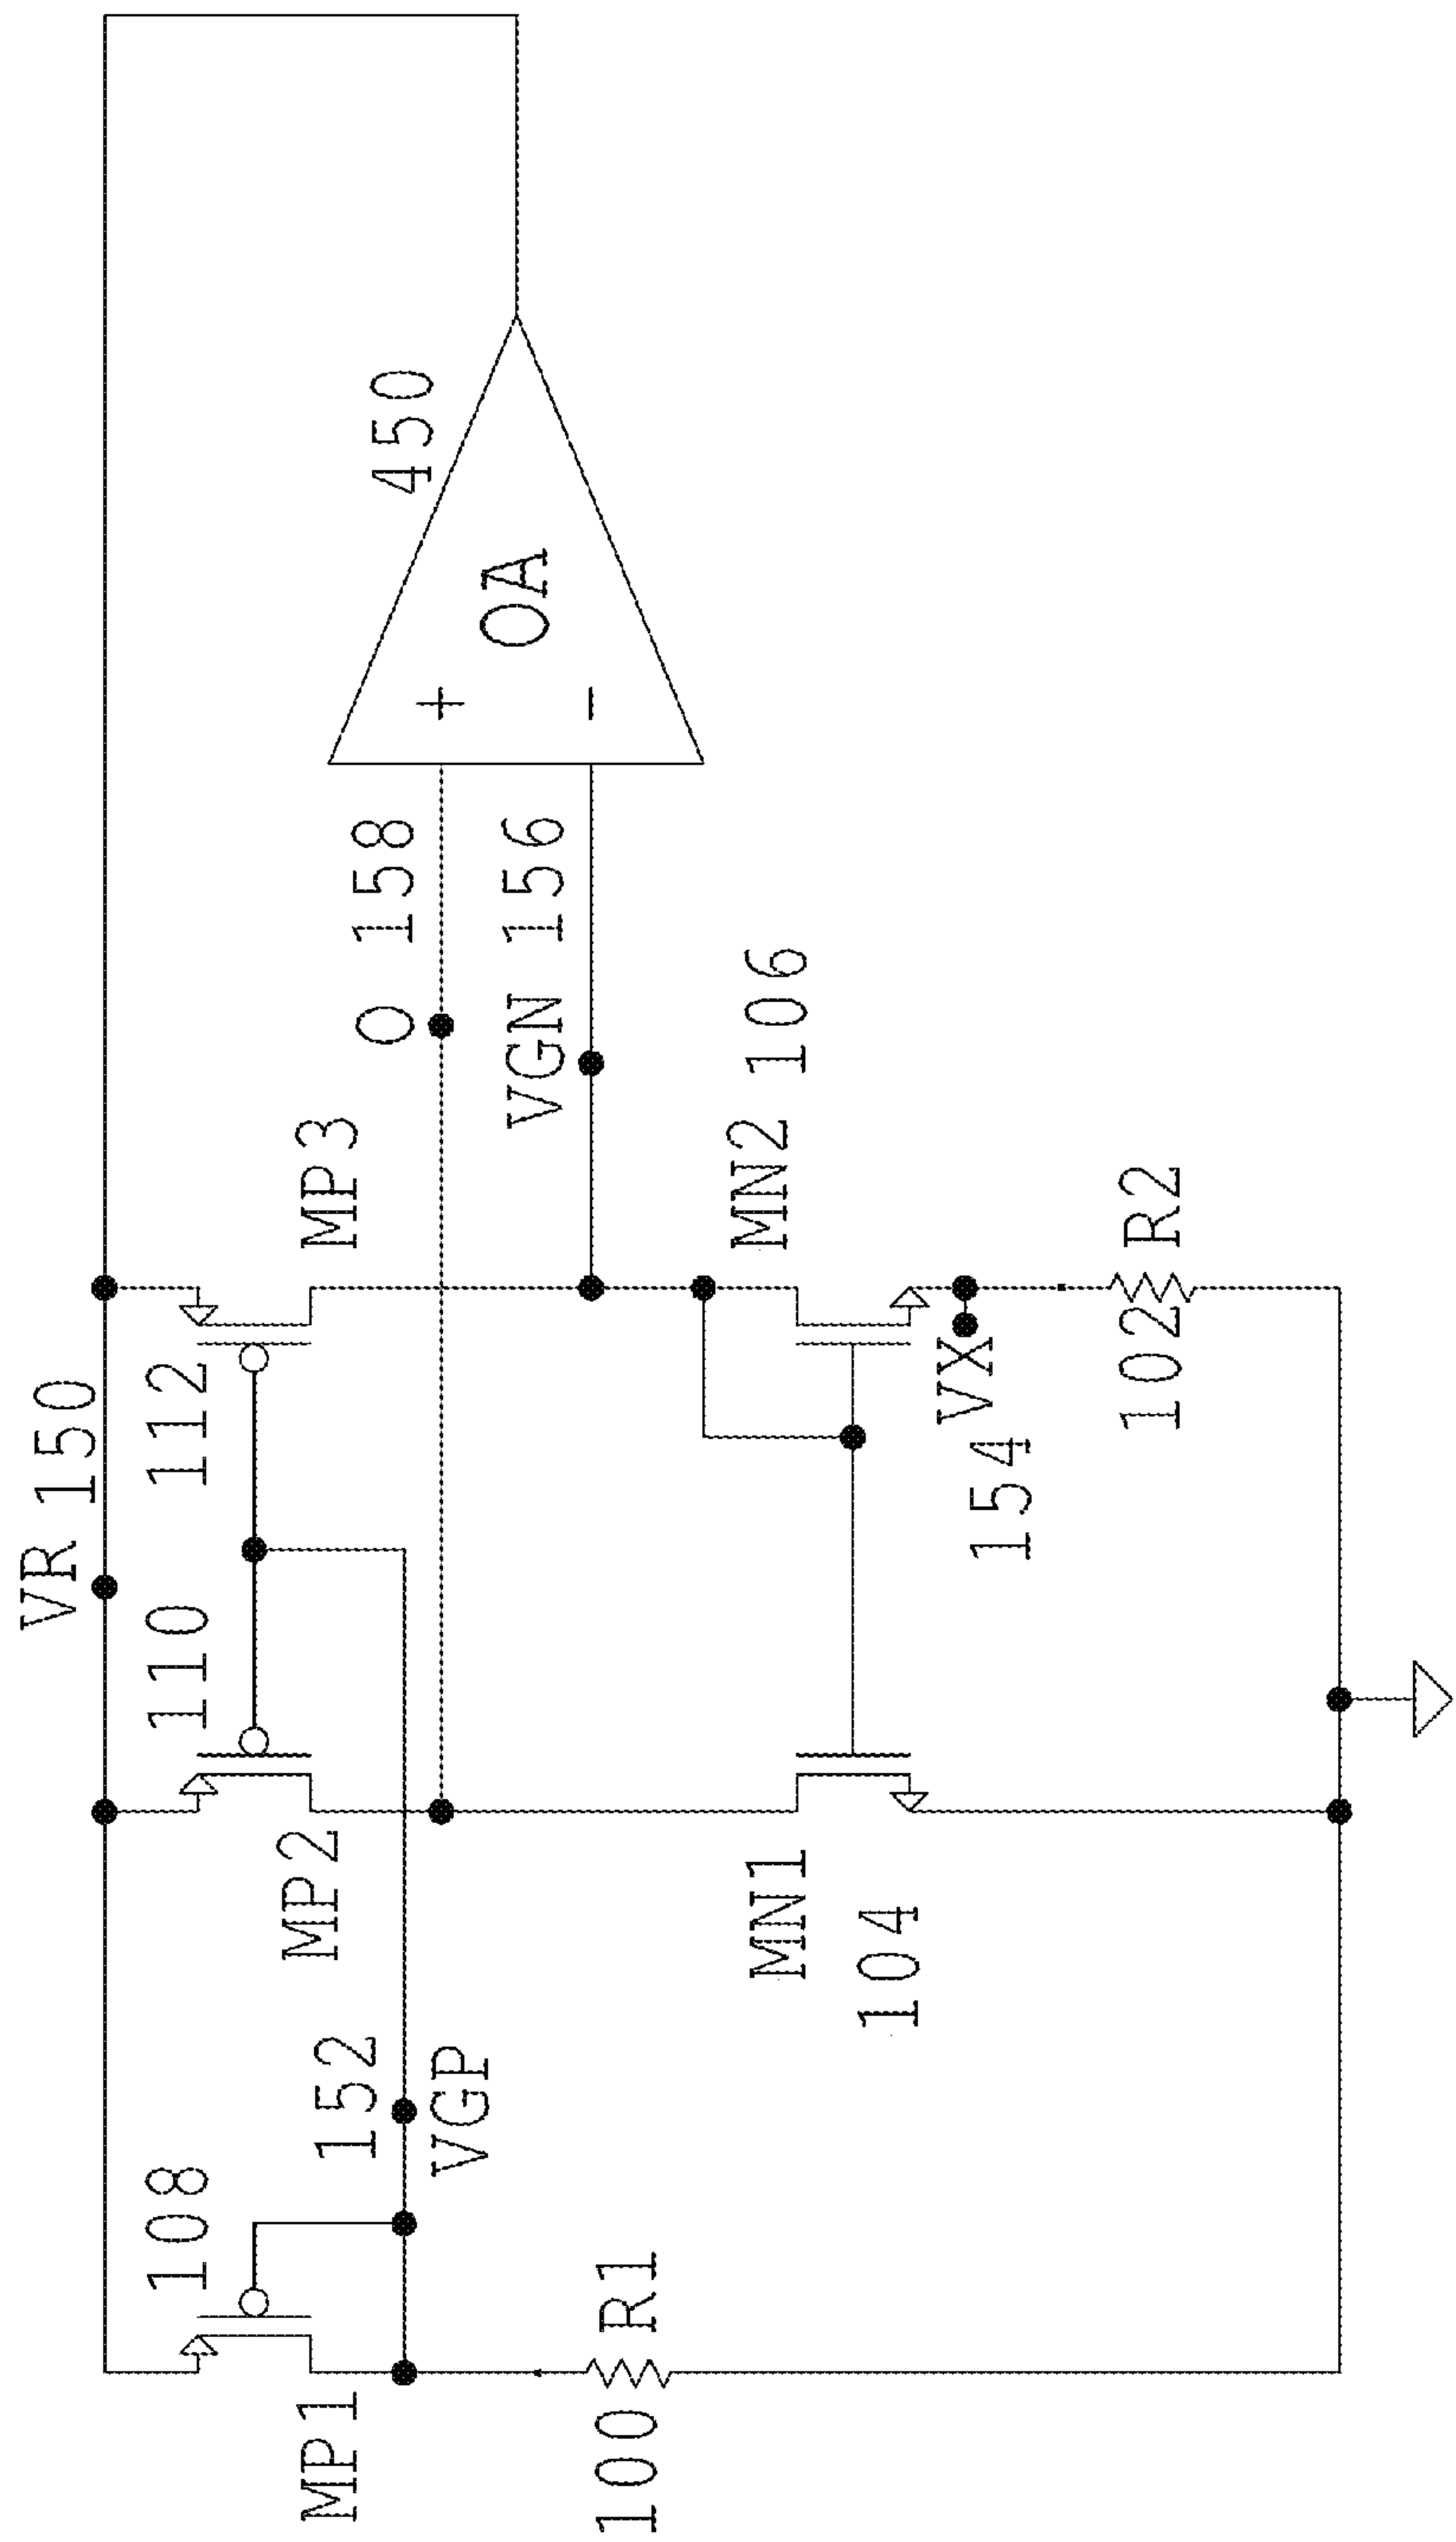 VR 150
108
110
112
MP1
MP2
MP3
152
VGP
O 158
VGN 156
+
-
OA
450
100
R1
MN1
104
MN2 106
VX
154
102
R2